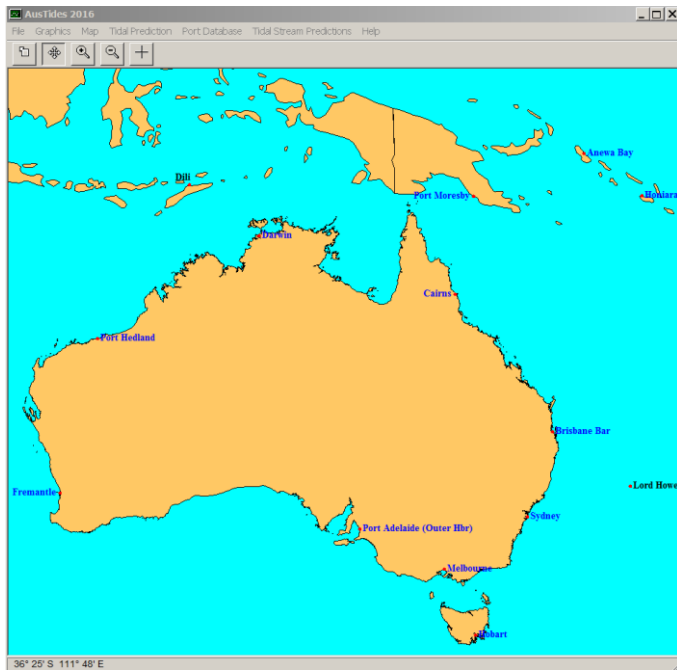 AusTides 2016
File Graphics Map Tidal Prediction Port Database Tidal Stream Predictions Help
Anewa Bay
Dili
Port Moresby
Honiara
Darwin
Cairns
Port Hedland
Brisbane Bar
Lord Howe
Fremantle
Sydney
Port Adelaide (Outer Hbr)
Melbourne
Hobart
36° 25' S 111° 48' E